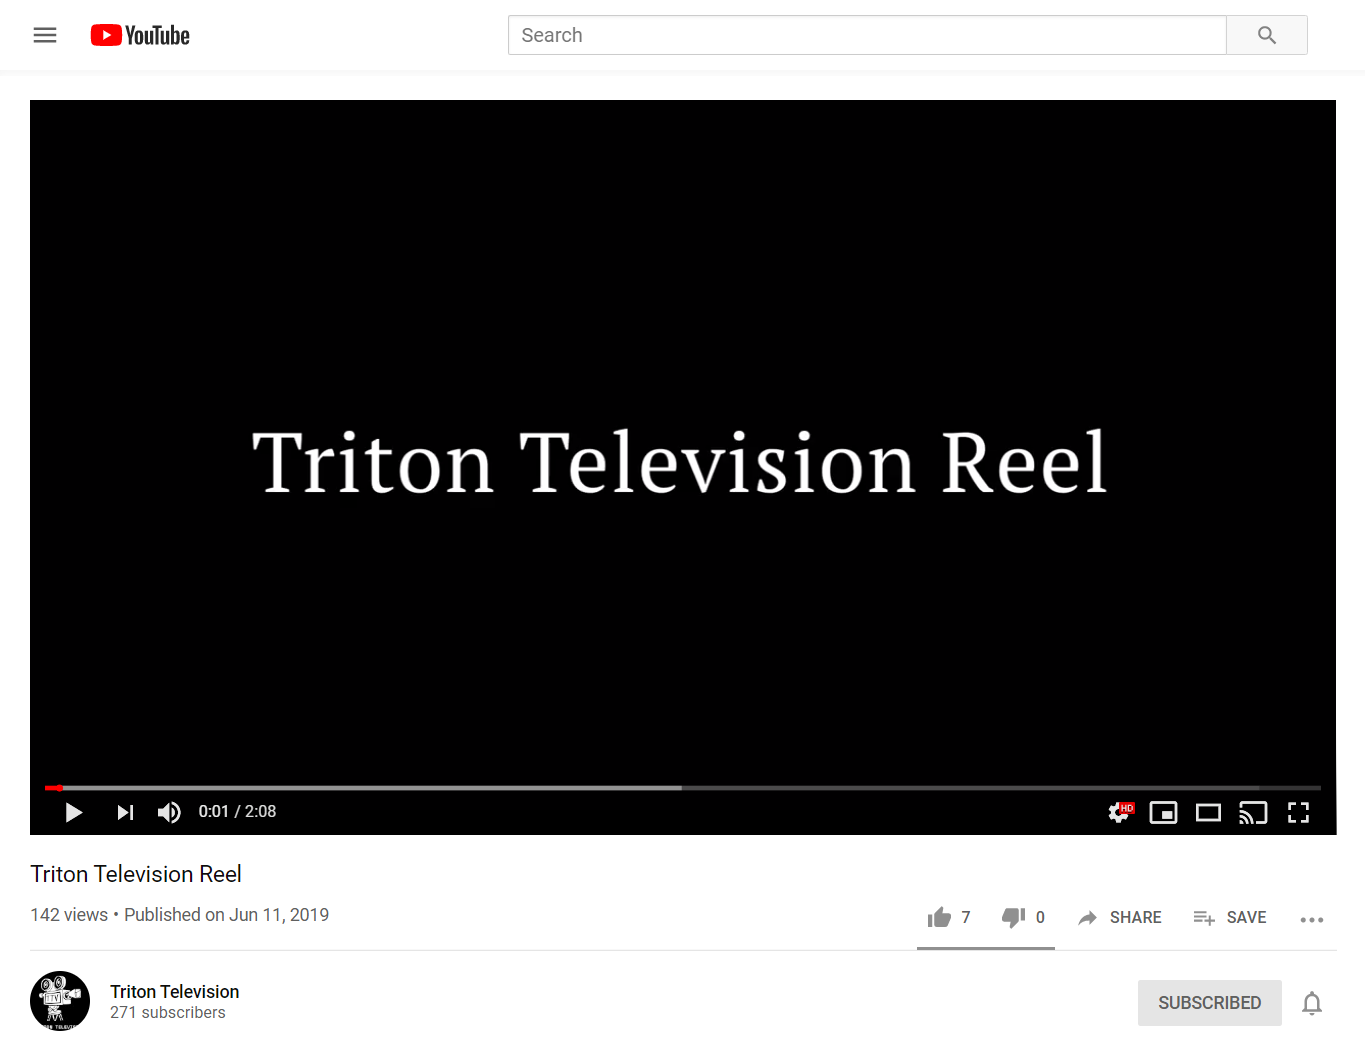 YouTube
Search
Triton Television Reel
0:01 / 2:08
HD
Triton Television Reel
142 views • Published on Jun 11, 2019
7
0
SHARE
SAVE
TTV
Triton Television
271 subscribers
SUBSCRIBED